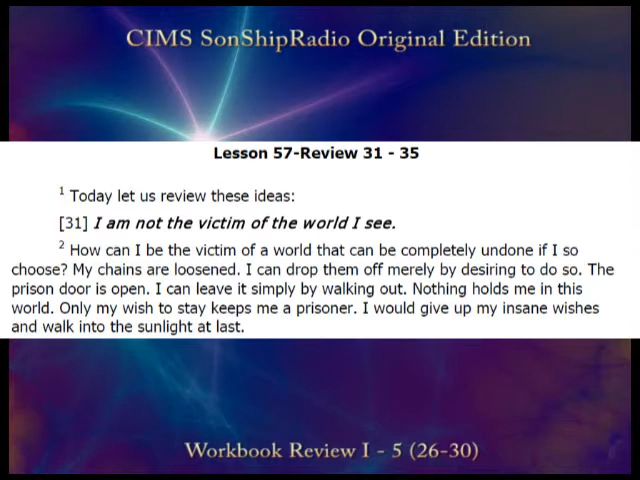 CIMS SonShipRadio Original Edition
Lesson 57-Review 31 - 35
1 Today let us review these ideas:
[31] I am not the victim of the world I see.
2 How can I be the victim of a world that can be completely undone if I so
choose? My chains are loosened. I can drop them off merely by desiring to do so. The
prison door is open. I can leave it simply by walking out. Nothing holds me in this
world. Only my wish to stay keeps me a prisoner. I would give up my insane wishes
and walk into the sunlight at last.
Workbook Review I - 5 (26-30)